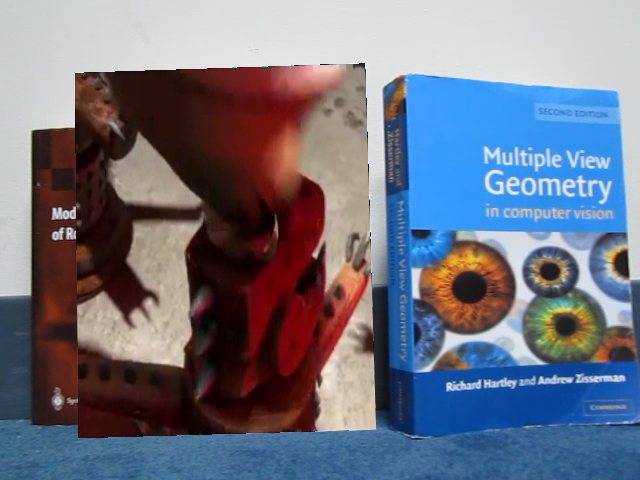 Mod
of Ro
SECOND EDITION
Multiple View
Geometry
in computer vision
Hartley and
Zisserman
Multiple View Geometry
Richard Hartley and Andrew Zisserman
CAMBRIDGE